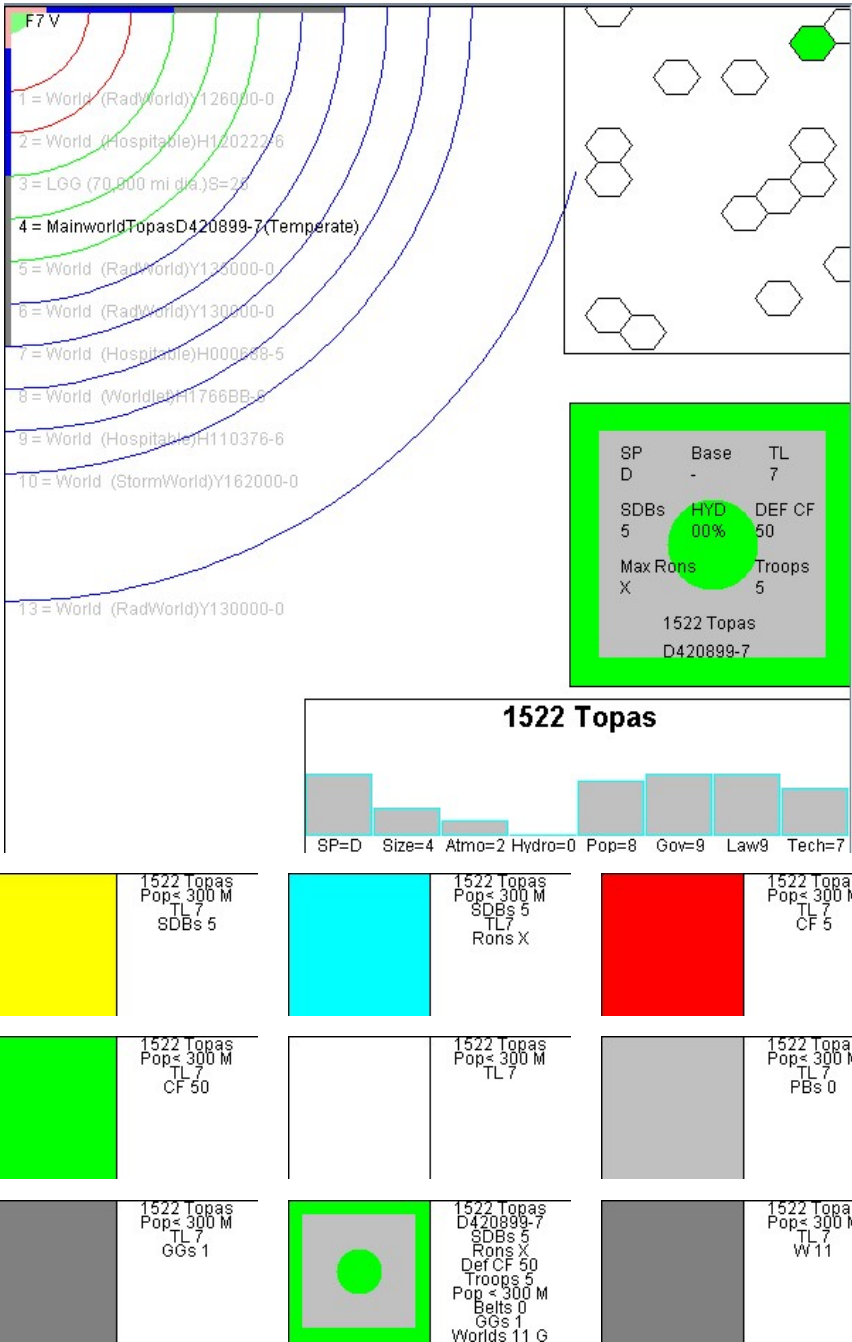 F7 V
1 = World (RadWorld)Y126000-0
2 = World (Hospitable)H120222-6
3 = LGG (70,000 mi dia.)S=26
4 = MainworldTopasD420899-7(Temperate)
5 = World (RadWorld)Y135000-0
6 = World (RadWorld)Y130000-0
7 = World (Hospitable)H000688-5
8 = World (Worldlet)H1766BB-6
9 = World (Hospitable)H110376-6
10 = World (StormWorld)Y162000-0
13 = World (RadWorld)Y130000-0
SP Base TL
D - 7
SDBs HYD DEF CF
5 00% 50
Max Rons Troops
X 5
1522 Topas
D420899-7
1522 Topas
SP=D Size=4 Atmo=2 Hydro=0 Pop=8 Gov=9 Law9 Tech=7
1522 Topas
Pop< 300 M
TL 7
SDBs 5
1522 Topas
Pop< 300 M
SDBs 5
TL7
Rons X
1522 Topa
Pop< 300 M
TL 7
CF 5
1522 Topas
Pop< 300 M
TL 7
CF 50
1522 Topas
Pop< 300 M
TL 7
1522 Topa
Pop< 300 M
TL 7
PBs 0
1522 Topas
Pop< 300 M
TL 7
GGs 1
1522 Topas
D420899-7
SDBs 5
Rons X
Def CF 50
Troops 5
Pop < 300 M
Belts 0
GGs 1
Worlds 11 G
1522 Topa
Pop< 300 M
TL 7
W 11